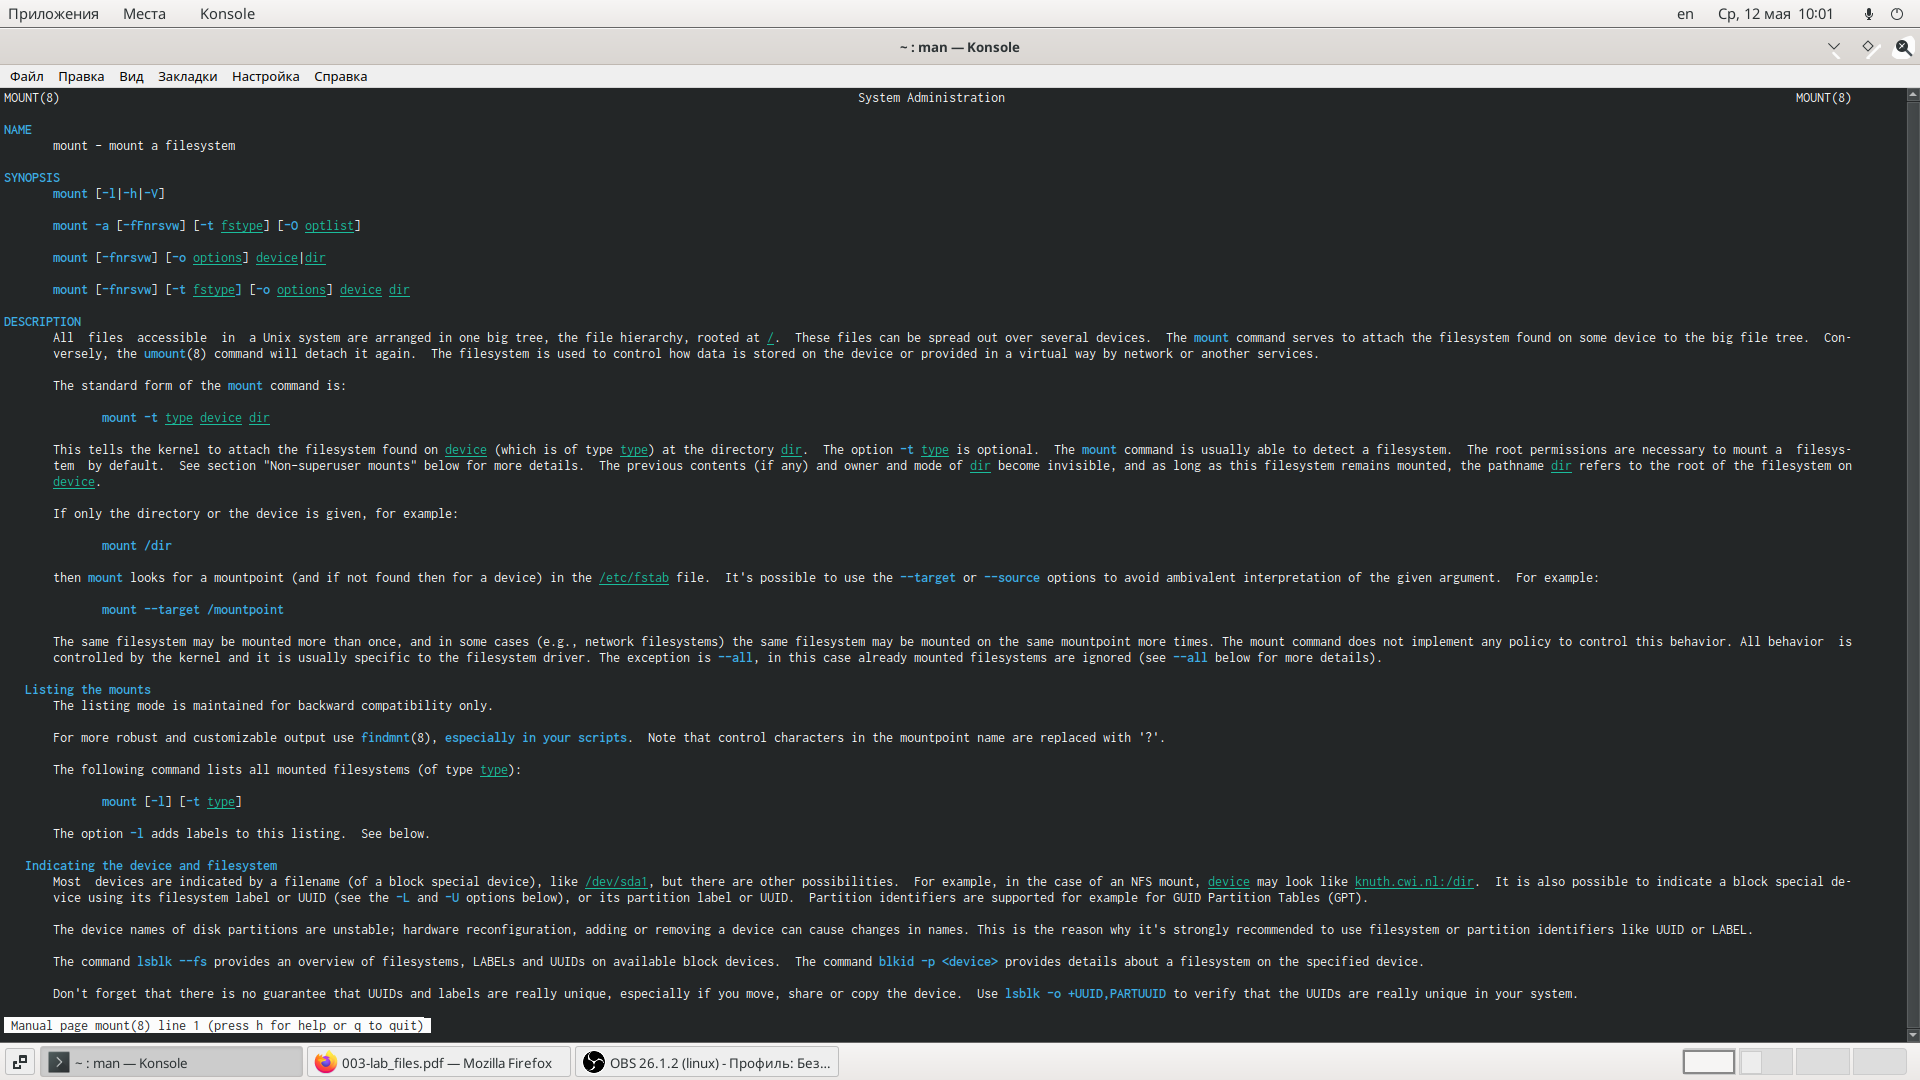 Приложения Места Konsole en Ср, 12 мая 10:01
~ : man — Konsole
Файл Правка Вид Закладки Настройка Справка
MOUNT(8) System Administration MOUNT(8)
NAME
mount - mount a filesystem
SYNOPSIS
mount [-l|-h|-V]
mount -a [-fFnrsvw] [-t fstype] [-O optlist]
mount [-fnrsvw] [-o options] device|dir
mount [-fnrsvw] [-t fstype] [-o options] device dir
DESCRIPTION
All files accessible in a Unix system are arranged in one big tree, the file hierarchy, rooted at /. These files can be spread out over several devices. The mount command serves to attach the filesystem found on some device to the big file tree. Con-
versely, the umount(8) command will detach it again. The filesystem is used to control how data is stored on the device or provided in a virtual way by network or another services.
The standard form of the mount command is:
mount -t type device dir
This tells the kernel to attach the filesystem found on device (which is of type type) at the directory dir. The option -t type is optional. The mount command is usually able to detect a filesystem. The root permissions are necessary to mount a filesys-
tem by default. See section "Non-superuser mounts" below for more details. The previous contents (if any) and owner and mode of dir become invisible, and as long as this filesystem remains mounted, the pathname dir refers to the root of the filesystem on
device.
If only the directory or the device is given, for example:
mount /dir
then mount looks for a mountpoint (and if not found then for a device) in the /etc/fstab file. It's possible to use the --target or --source options to avoid ambivalent interpretation of the given argument. For example:
mount --target /mountpoint
The same filesystem may be mounted more than once, and in some cases (e.g., network filesystems) the same filesystem may be mounted on the same mountpoint more times. The mount command does not implement any policy to control this behavior. All behavior is
controlled by the kernel and it is usually specific to the filesystem driver. The exception is --all, in this case already mounted filesystems are ignored (see --all below for more details).
Listing the mounts
The listing mode is maintained for backward compatibility only.
For more robust and customizable output use findmnt(8), especially in your scripts. Note that control characters in the mountpoint name are replaced with '?'.
The following command lists all mounted filesystems (of type type):
mount [-l] [-t type]
The option -l adds labels to this listing. See below.
Indicating the device and filesystem
Most devices are indicated by a filename (of a block special device), like /dev/sda1, but there are other possibilities. For example, in the case of an NFS mount, device may look like knuth.cwi.nl:/dir. It is also possible to indicate a block special de-
vice using its filesystem label or UUID (see the -L and -U options below), or its partition label or UUID. Partition identifiers are supported for example for GUID Partition Tables (GPT).
The device names of disk partitions are unstable; hardware reconfiguration, adding or removing a device can cause changes in names. This is the reason why it's strongly recommended to use filesystem or partition identifiers like UUID or LABEL.
The command lsblk --fs provides an overview of filesystems, LABELs and UUIDs on available block devices. The command blkid -p <device> provides details about a filesystem on the specified device.
Don't forget that there is no guarantee that UUIDs and labels are really unique, especially if you move, share or copy the device. Use lsblk -o +UUID,PARTUUID to verify that the UUIDs are really unique in your system.
Manual page mount(8) line 1 (press h for help or q to quit)
~ : man — Konsole 003-lab_files.pdf — Mozilla Firefox OBS 26.1.2 (linux) - Профиль: Без...